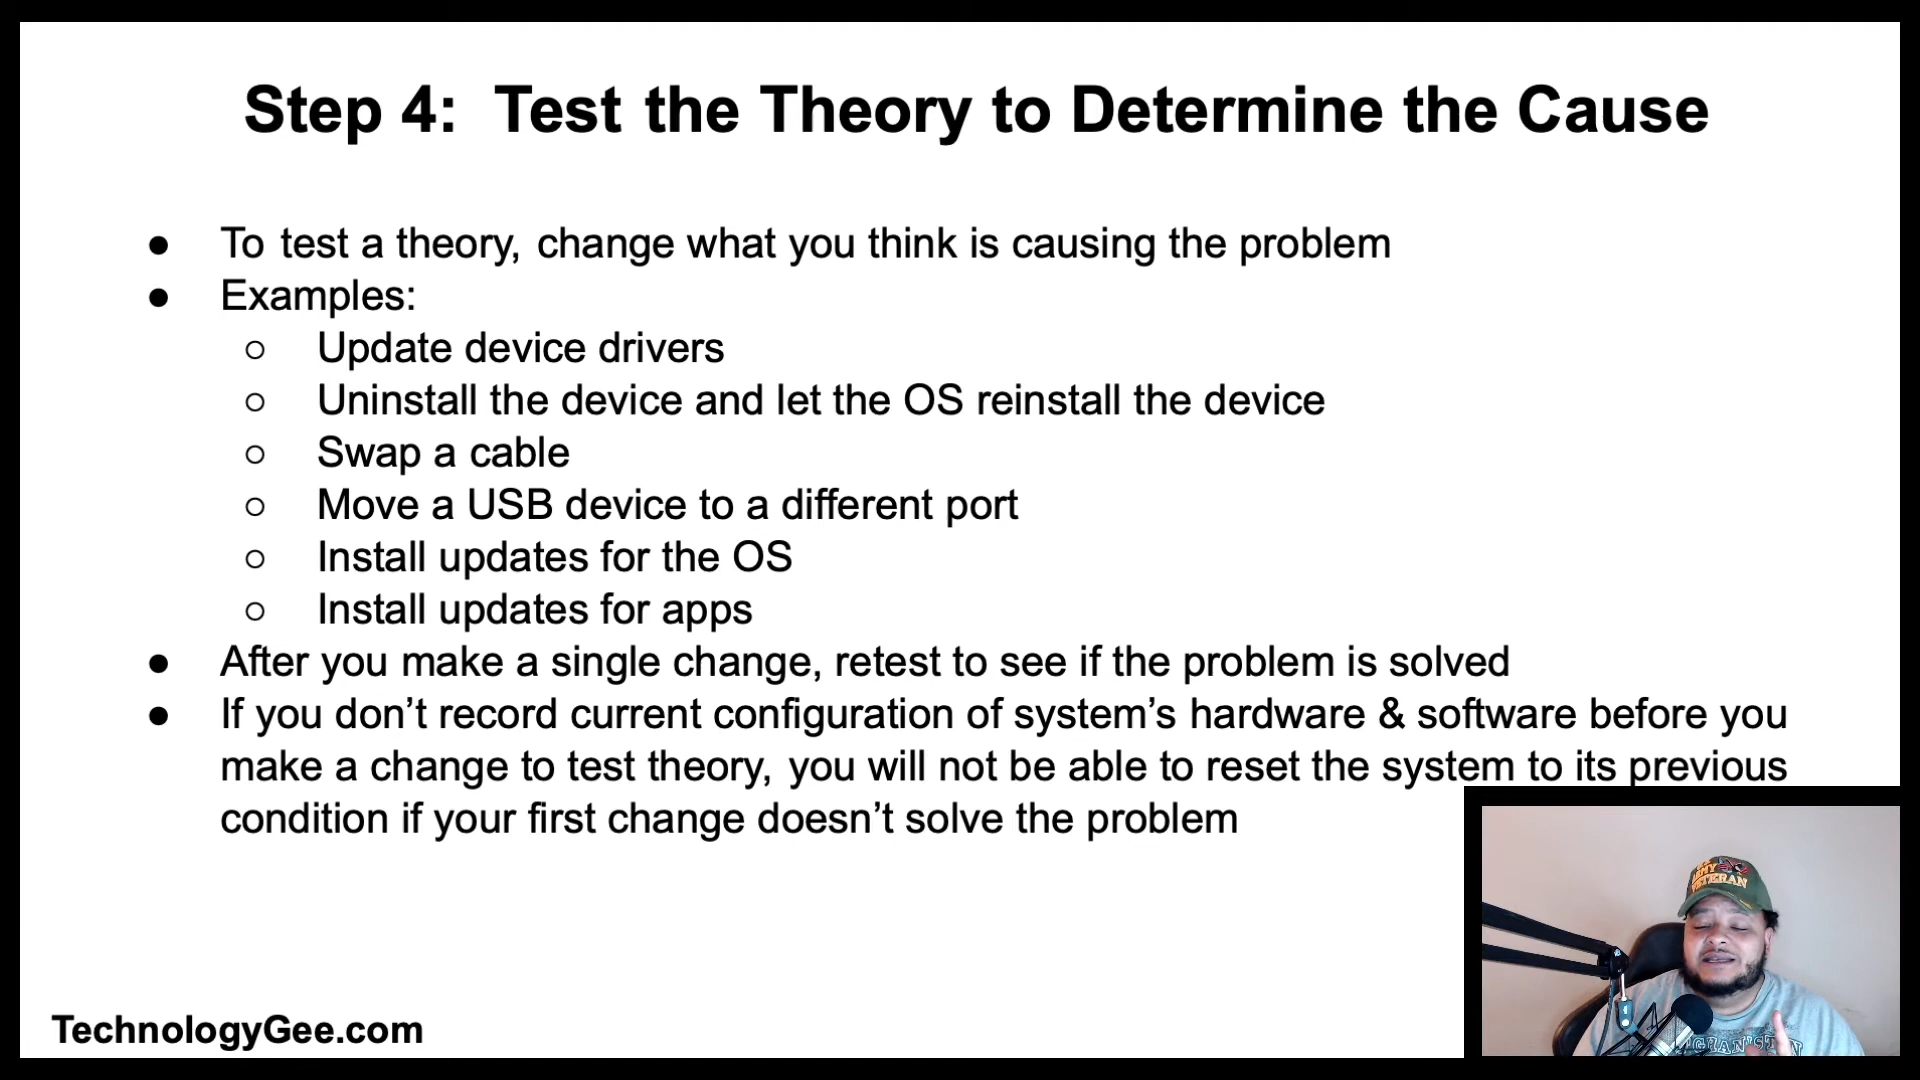 Step 4: Test the Theory to Determine the Cause
● To test a theory, change what you think is causing the problem
● Examples:
○ Update device drivers
○ Uninstall the device and let the OS reinstall the device
○ Swap a cable
○ Move a USB device to a different port
○ Install updates for the OS
○ Install updates for apps
● After you make a single change, retest to see if the problem is solved
● If you don’t record current configuration of system’s hardware & software before you
make a change to test theory, you will not be able to reset the system to its previous
condition if your first change doesn’t solve the problem
ARMY
VETERAN
TechnologyGee.com